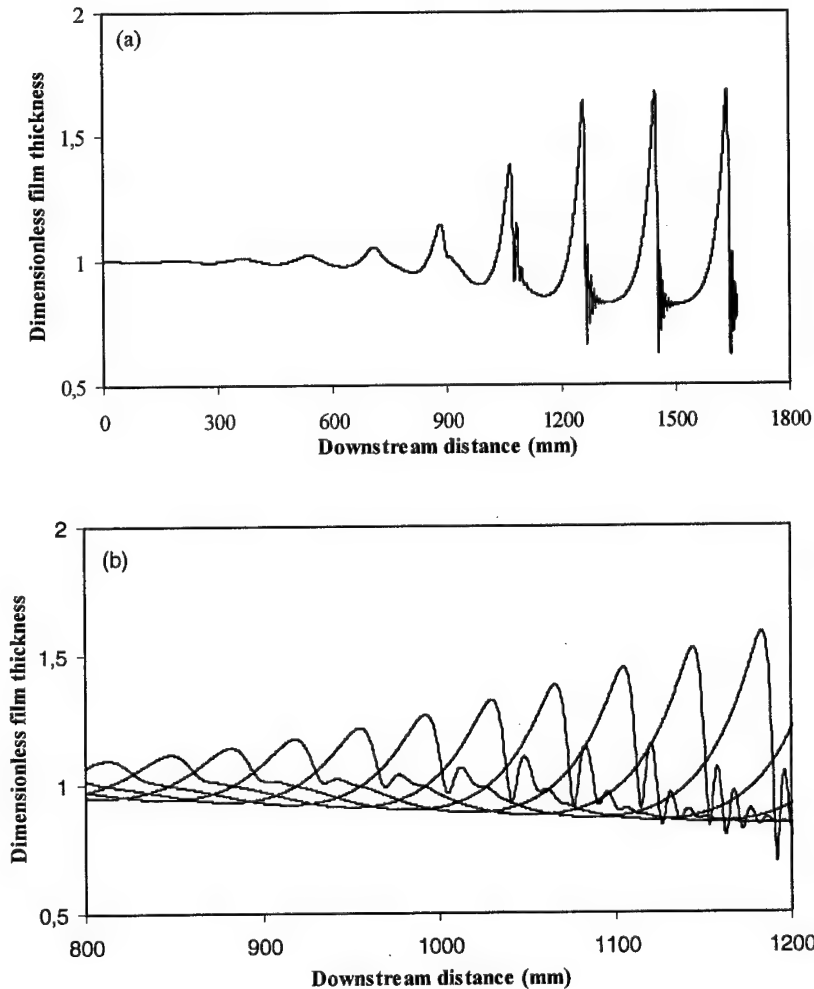 (a)
Dimensionless film thickness
2
1,5
1
0,5
0 300 600 900 1200 1500 1800
Downstream distance (mm)
(b)
Dimemsionless film thickness
2
1,5
1
0,5
800 900 1000 1100 1200
Downstream distance (mm)